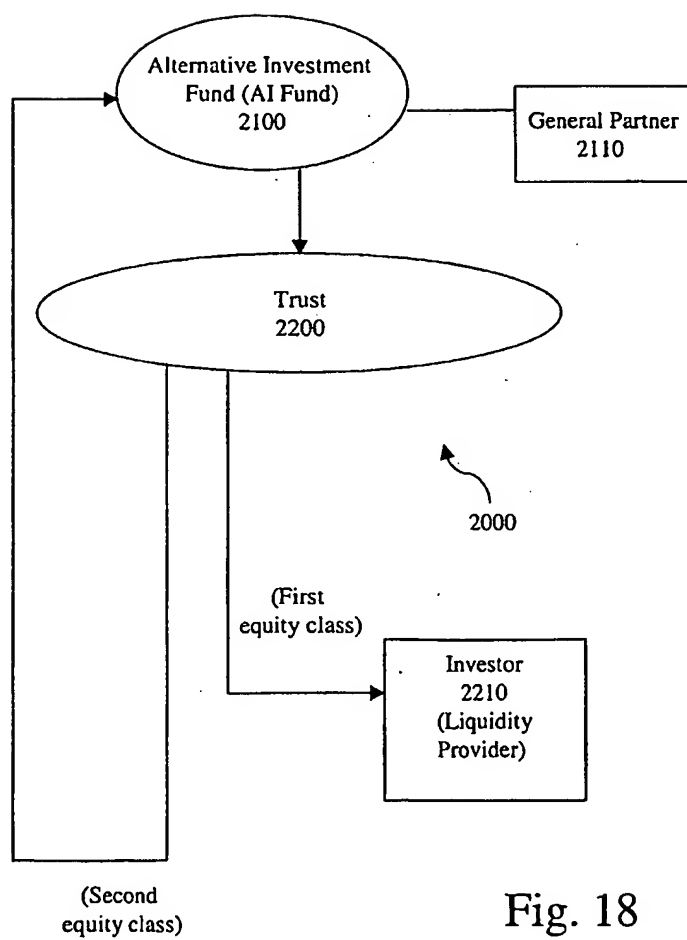 Alternative Investment
Fund (AI Fund)
2100
General Partner
2110
Trust
2200
2000
(First
equity class)
Investor
2210
(Liquidity
Provider)
(Second
equity class)
Fig. 18